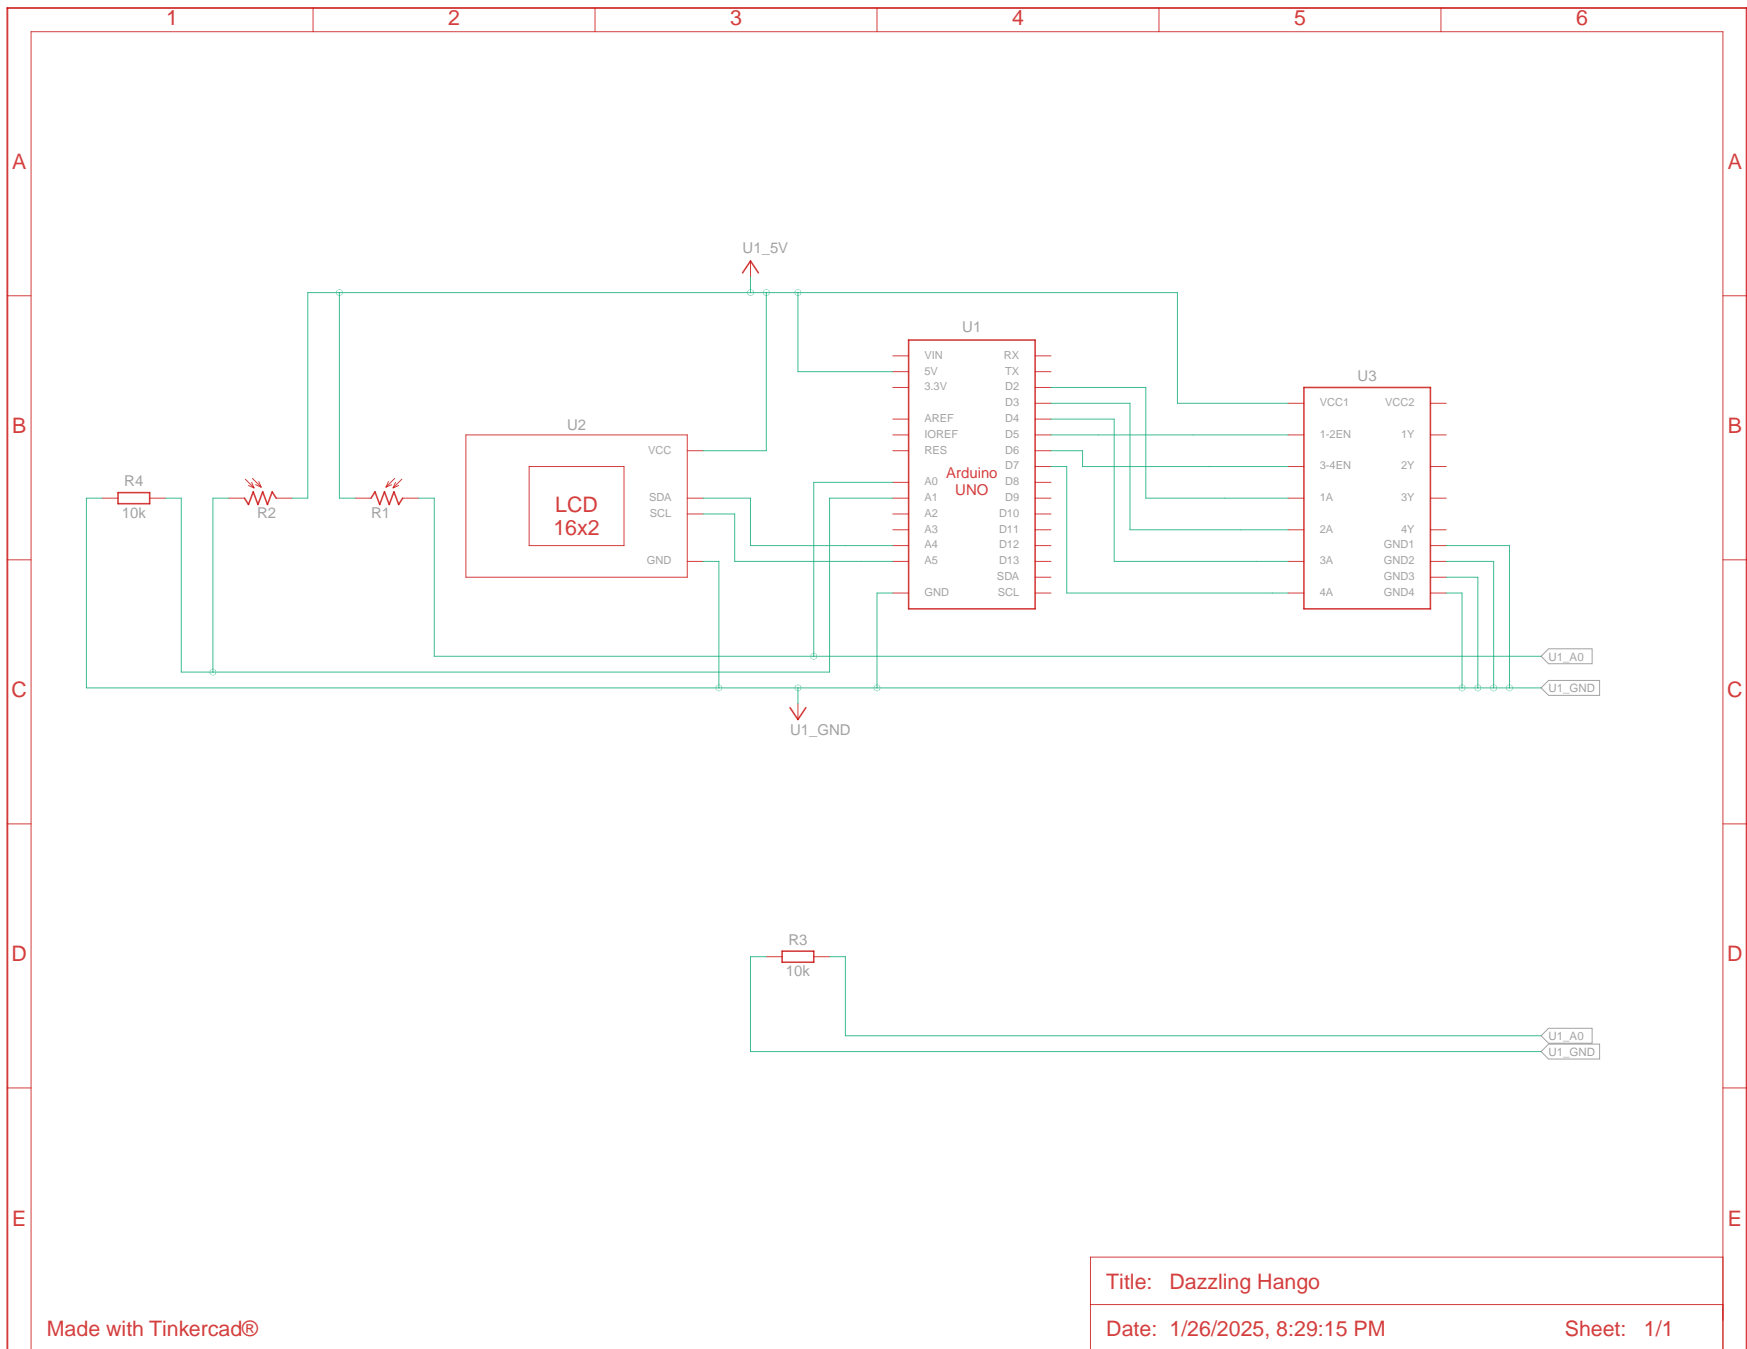 1 2 3 4 5 6
A A
U1_5V
B B
U1
VIN RX
5V TX
3.3V D2
D3
AREF D4
IOREF D5
RES D6
D7
A0 D8
A1 D9
A2 D10
A3 D11
A4 D12
A5 D13
SDA
GND SCL
Arduino
UNO
U3
VCC1 VCC2
1-2EN 1Y
3-4EN 2Y
1A 3Y
2A 4Y
GND1
3A GND2
GND3
4A GND4
U2
VCC
SDA
SCL
GND
LCD
16x2
R4
10k
R2
R1
C C
U1_A0
U1_GND
U1_GND
D D
R3
10k
U1_A0
U1_GND
E E
Title: Dazzling Hango
Made with Tinkercad®
Date: 1/26/2025, 8:29:15 PM Sheet: 1/1